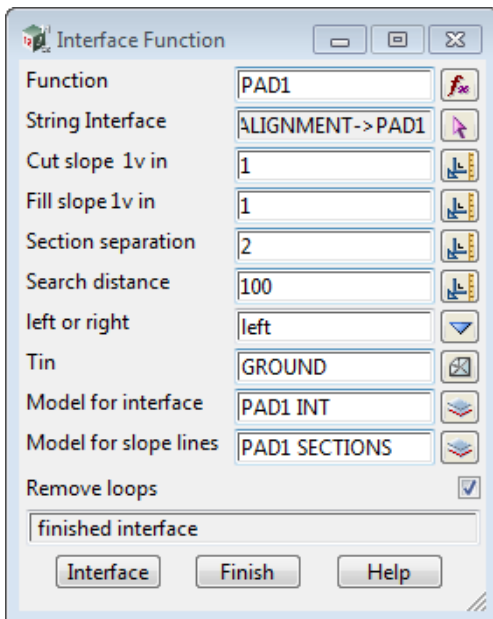 Interface Function
Function PAD1
String Interface ALIGNMENT->PAD1
Cut slope 1v in 1
Fill slope 1v in 1
Section separation 2
Search distance 100
left or right left
Tin GROUND
Model for interface PAD1 INT
Model for slope lines PAD1 SECTIONS
Remove loops
finished interface
Interface Finish Help